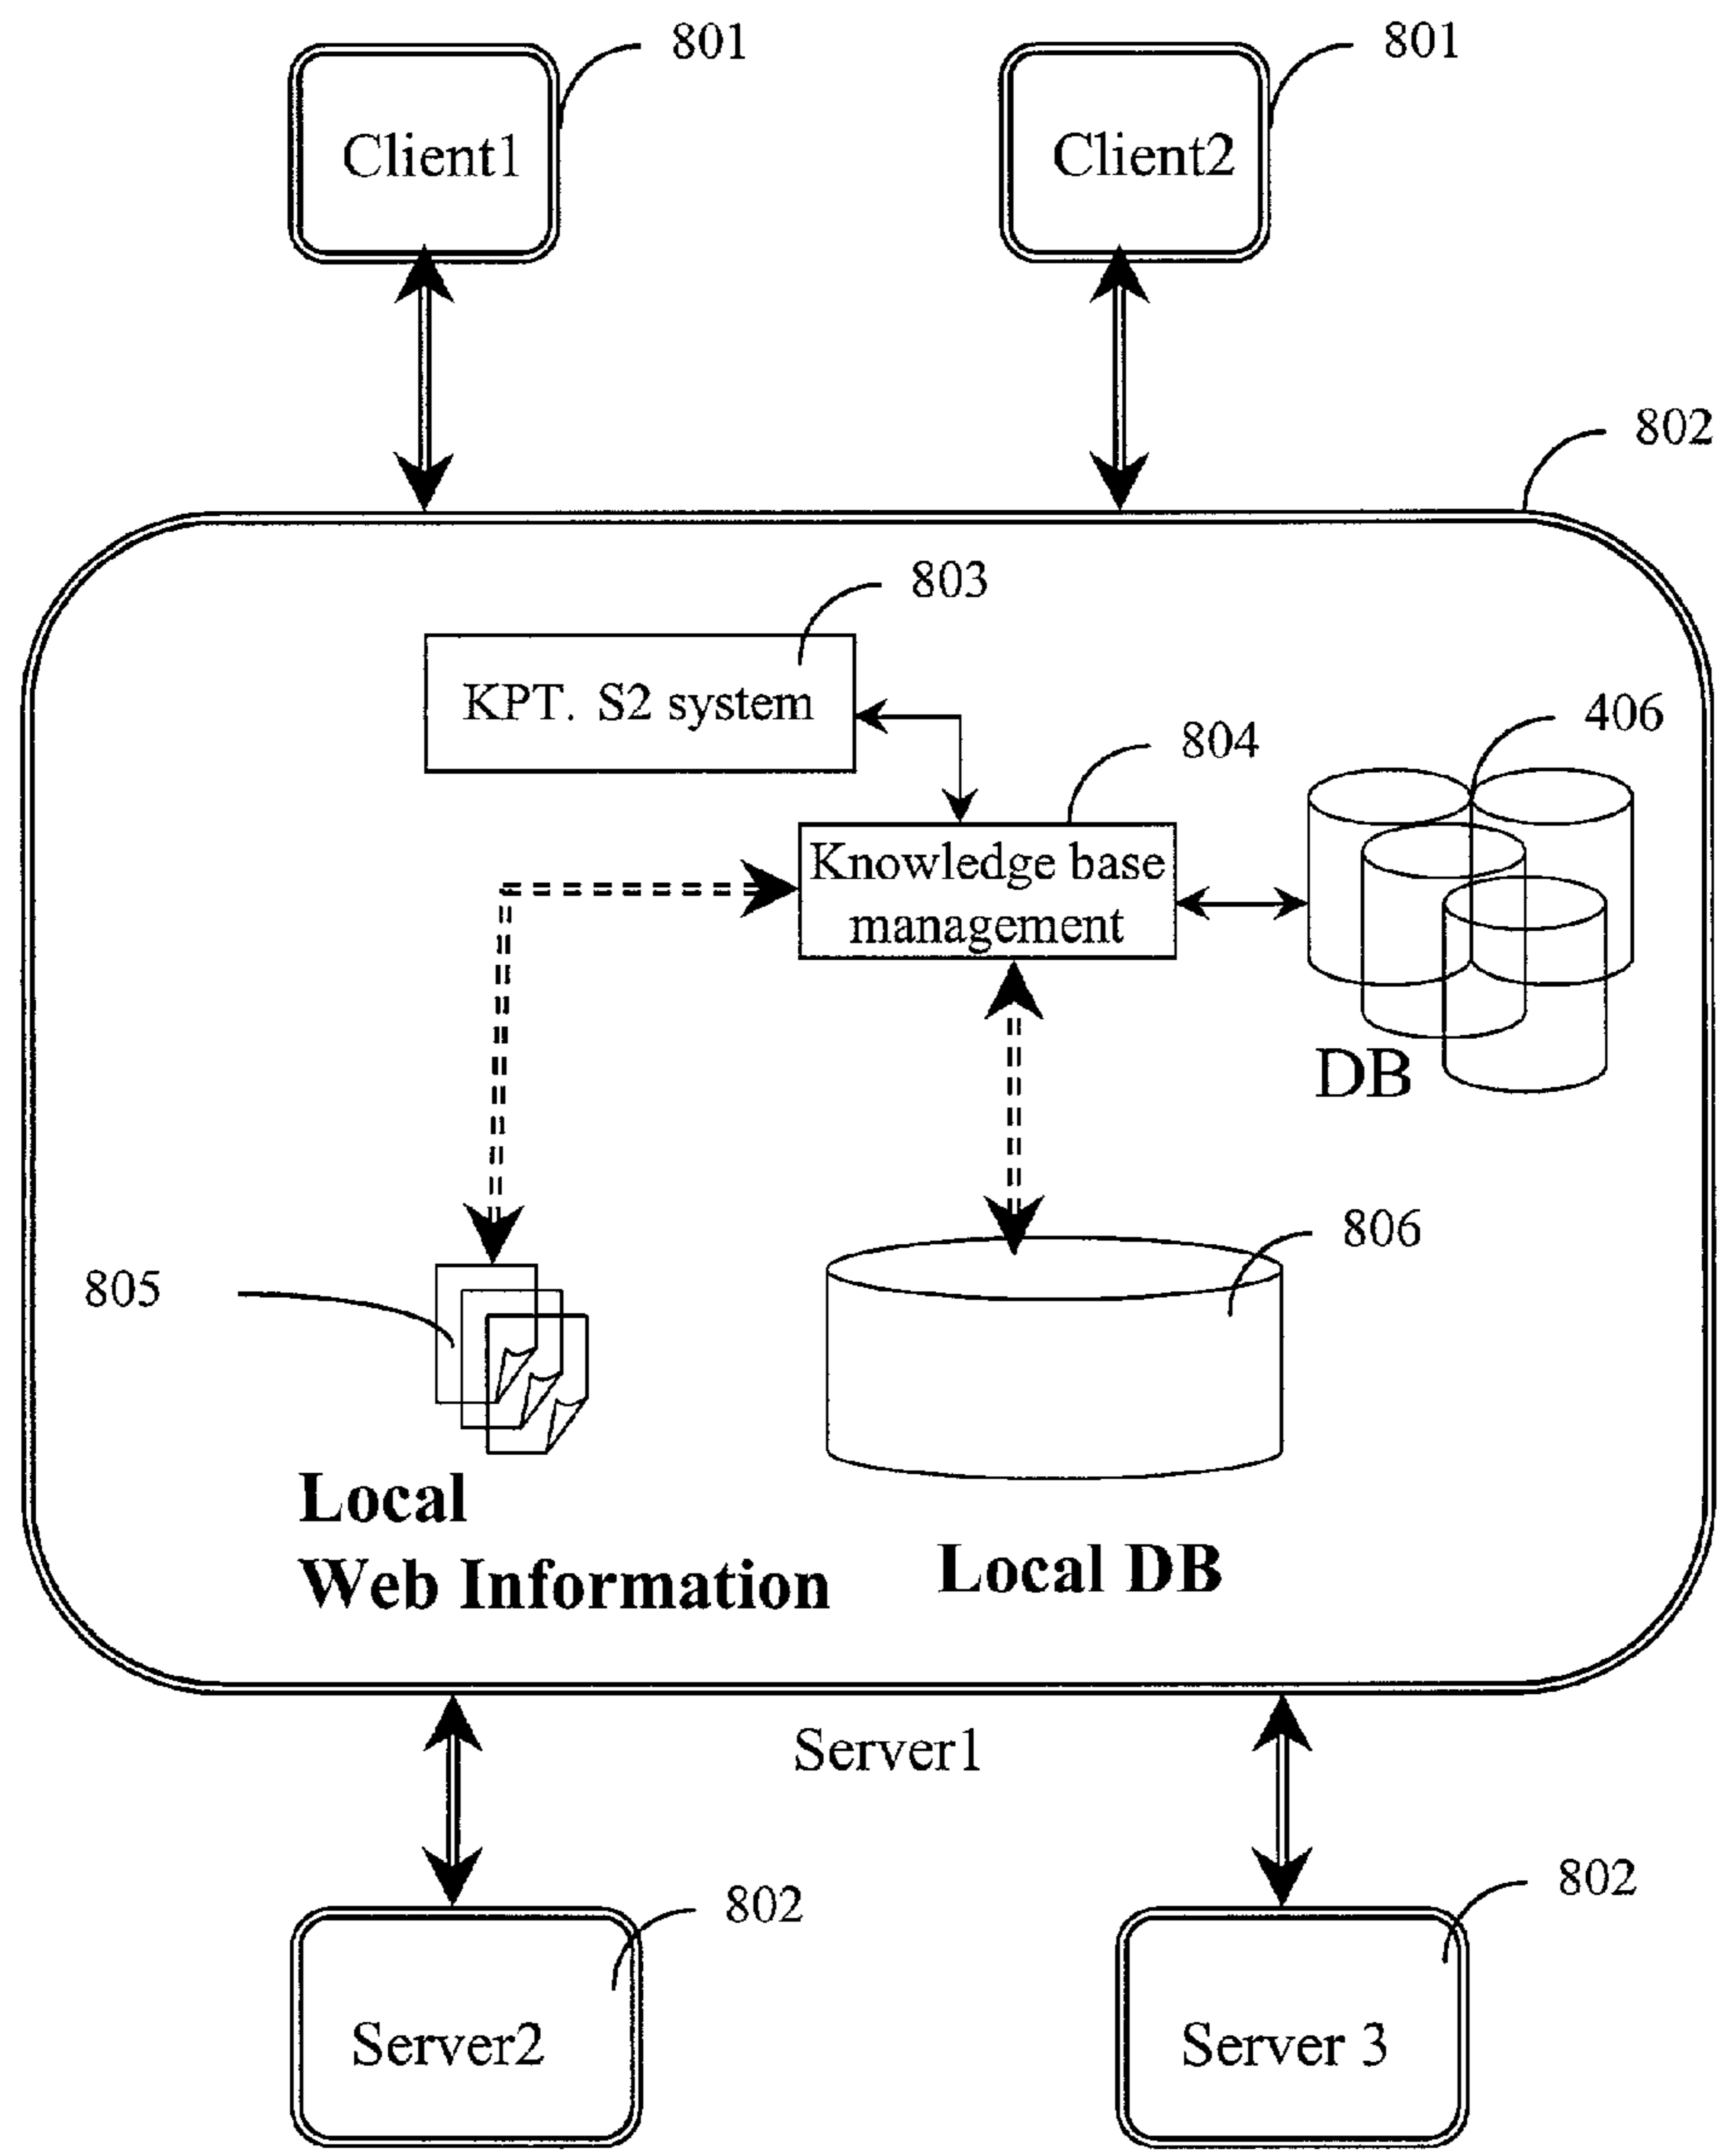 801
801
Client1
Client2
802
803
KPT. S2 system
406
804
Knowledge base
management
DB
806
805
Local
Web Information
Local DB
Server1
802
802
Server2
Server 3